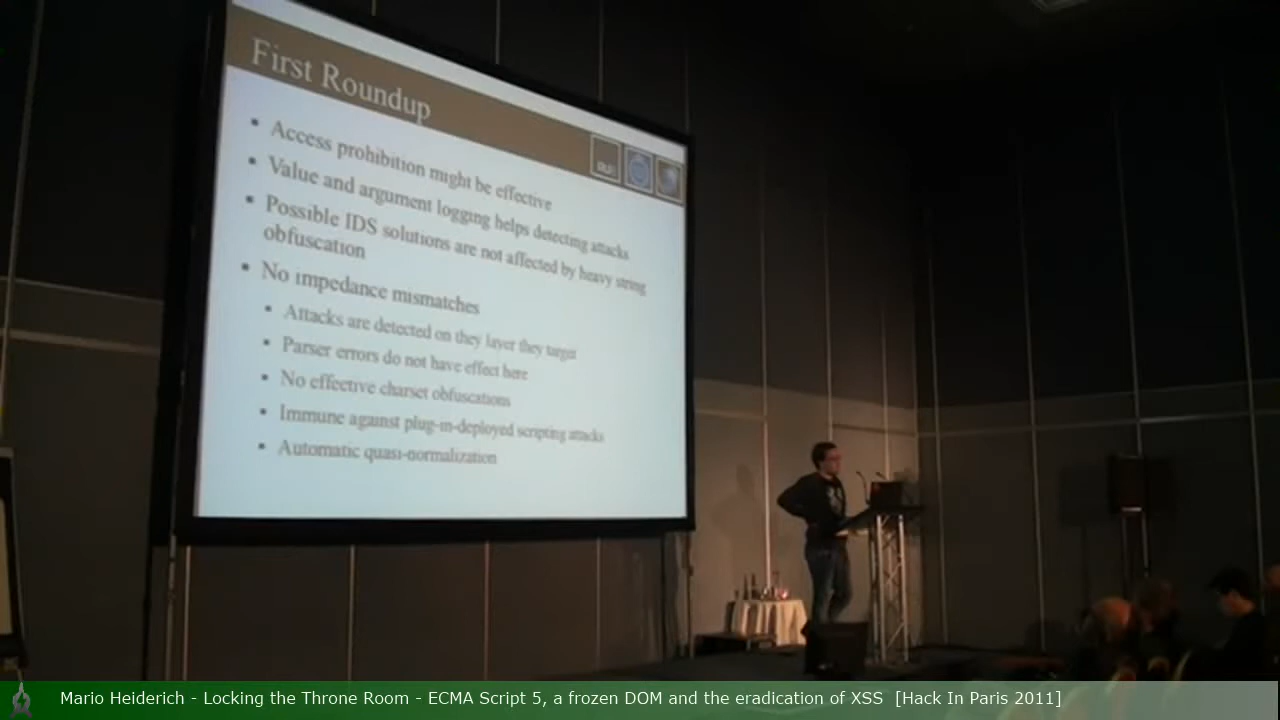 First Roundup
Access prohibition might be effective
Value and argument logging helps detecting attacks
Possible IDS solutions are not affected by heavy string
obfuscation
No impedance mismatches
Attacks are detected on they layer they target
Parser errors do not have effect here
No effective charset obfuscations
Immune against plug-in-deployed scripting attacks
Automatic quasi-normalization
Mario Heiderich - Locking the Throne Room - ECMA Script 5, a frozen DOM and the eradication of XSS [Hack In Paris 2011]